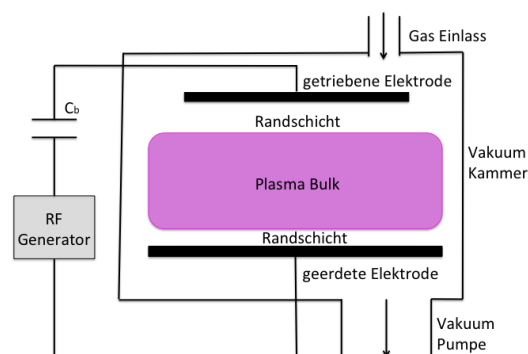 Gas Einlass
getriebene Elektrode
Cb
Randschicht
Vakuum
Kammer
Plasma Bulk
RF
Generator
Randschicht
geerdete Elektrode
Vakuum
Pumpe